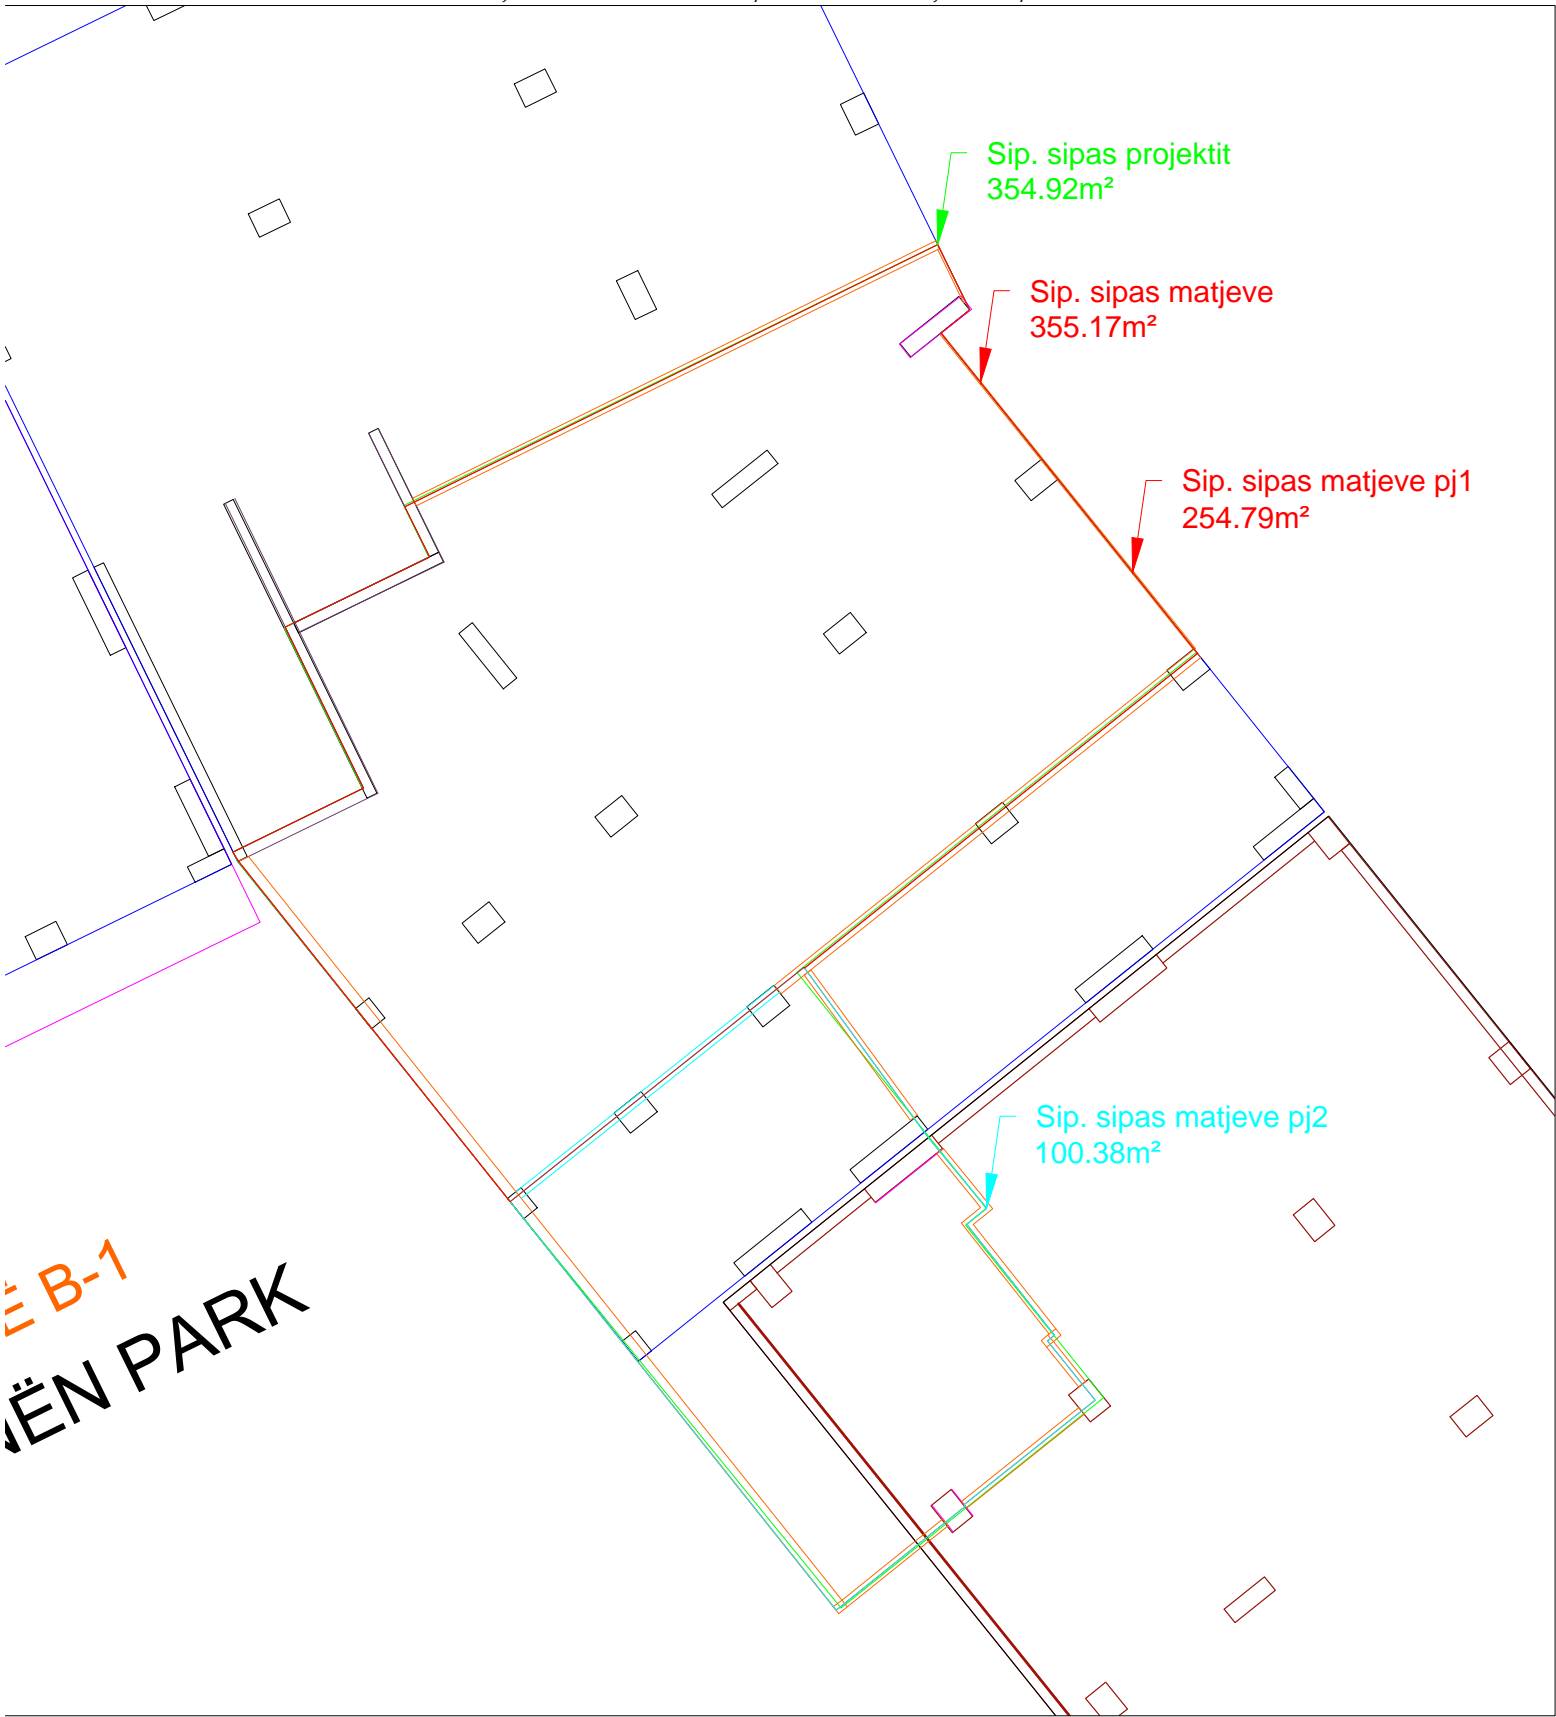 Sip. sipas projektit
354.92m²
Sip. sipas matjeve
355.17m²
Sip. sipas matjeve pj1
254.79m²
Sip. sipas matjeve pj2
100.38m²
B-1
PARK